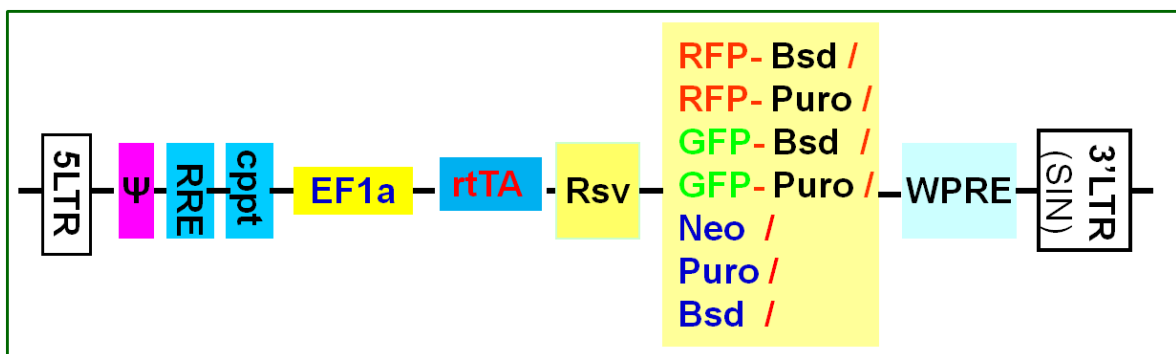 5LTR
Ψ
RRE
cppt
EF1a
rtTA
Rsv
RFP- Bsd /
RFP- Puro /
GFP- Bsd /
GFP- Puro /
Neo /
Puro /
Bsd /
WPRE
3'LTR
(SIN)